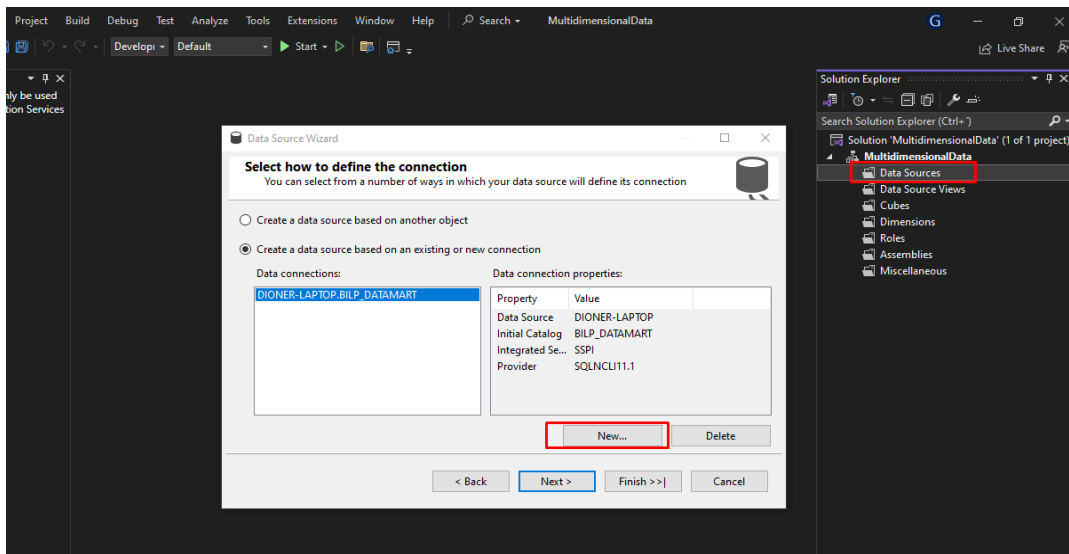 Project Build Debug Test Analyze Tools Extensions Window Help Search MultidimensionalData G
Default Start Live Share
only be used
tion Services
Data Source Wizard
Select how to define the connection
You can select from a number of ways in which your data source will define its connection
Create a data source based on another object
Create a data source based on an existing or new connection
Data connections:
DIONER-LAPTOP.BILP_DATAMART
Data connection properties:
Property Value
Data Source DIONER-LAPTOP
Initial Catalog BILP_DATAMART
Integrated Se... SSPI
Provider SQLNCLI11.1
New... Delete
< Back Next > Finish >>| Cancel
Solution Explorer
Search Solution Explorer (Ctrl+´)
Solution 'MultidimensionalData' (1 of 1 project)
MultidimensionalData
Data Sources
Data Source Views
Cubes
Dimensions
Roles
Assemblies
Miscellaneous